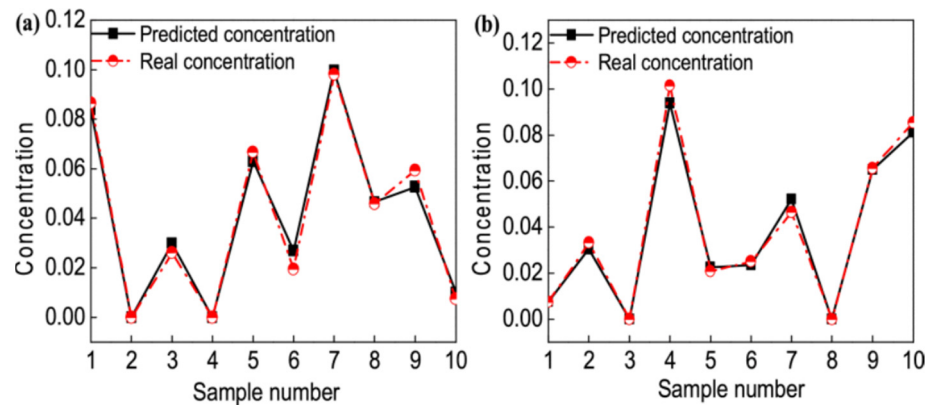 (a)
Predicted concentration
Real concentration
Concentration
0.12
0.10
0.08
0.06
0.04
0.02
0.00
1 2 3 4 5 6 7 8 9 10
Sample number
(b)
Predicted concentration
Real concentration
Concentration
0.12
0.10
0.08
0.06
0.04
0.02
0.00
1 2 3 4 5 6 7 8 9 10
Sample number